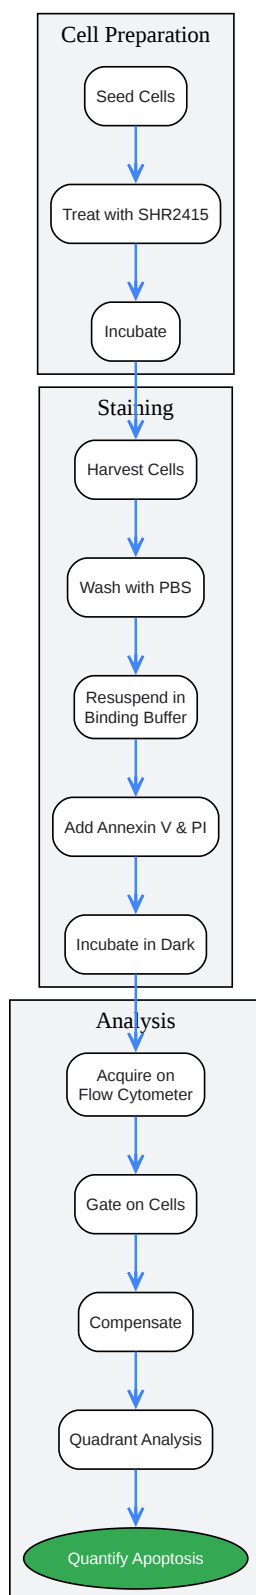 Cell Preparation
Seed Cells
Treat with SHR2415
Incubate
Staining
Harvest Cells
Wash with PBS
Resuspend in
Binding Buffer
Add Annexin V & PI
Incubate in Dark
Analysis
Acquire on
Flow Cytometer
Gate on Cells
Compensate
Quadrant Analysis
Quantify Apoptosis